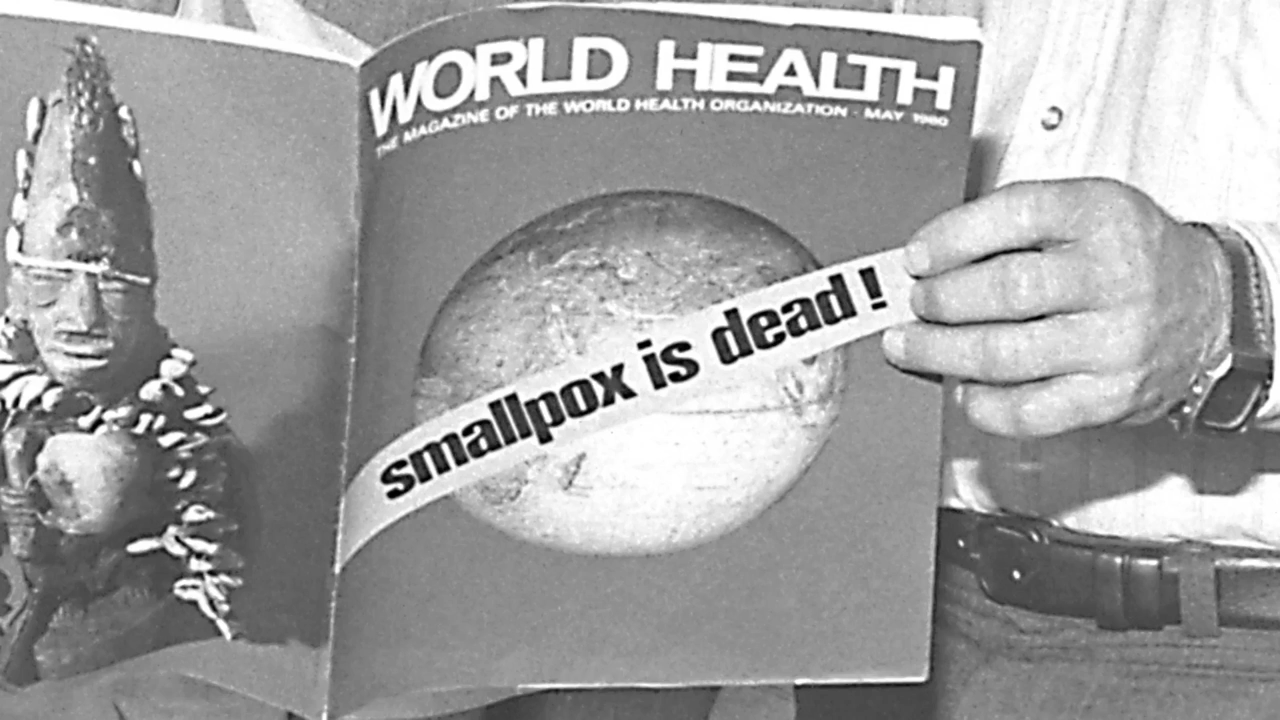 WORLD HEALTH
THE MAGAZINE OF THE WORLD HEALTH ORGANIZATION · MAY 1980
smallpox is dead!